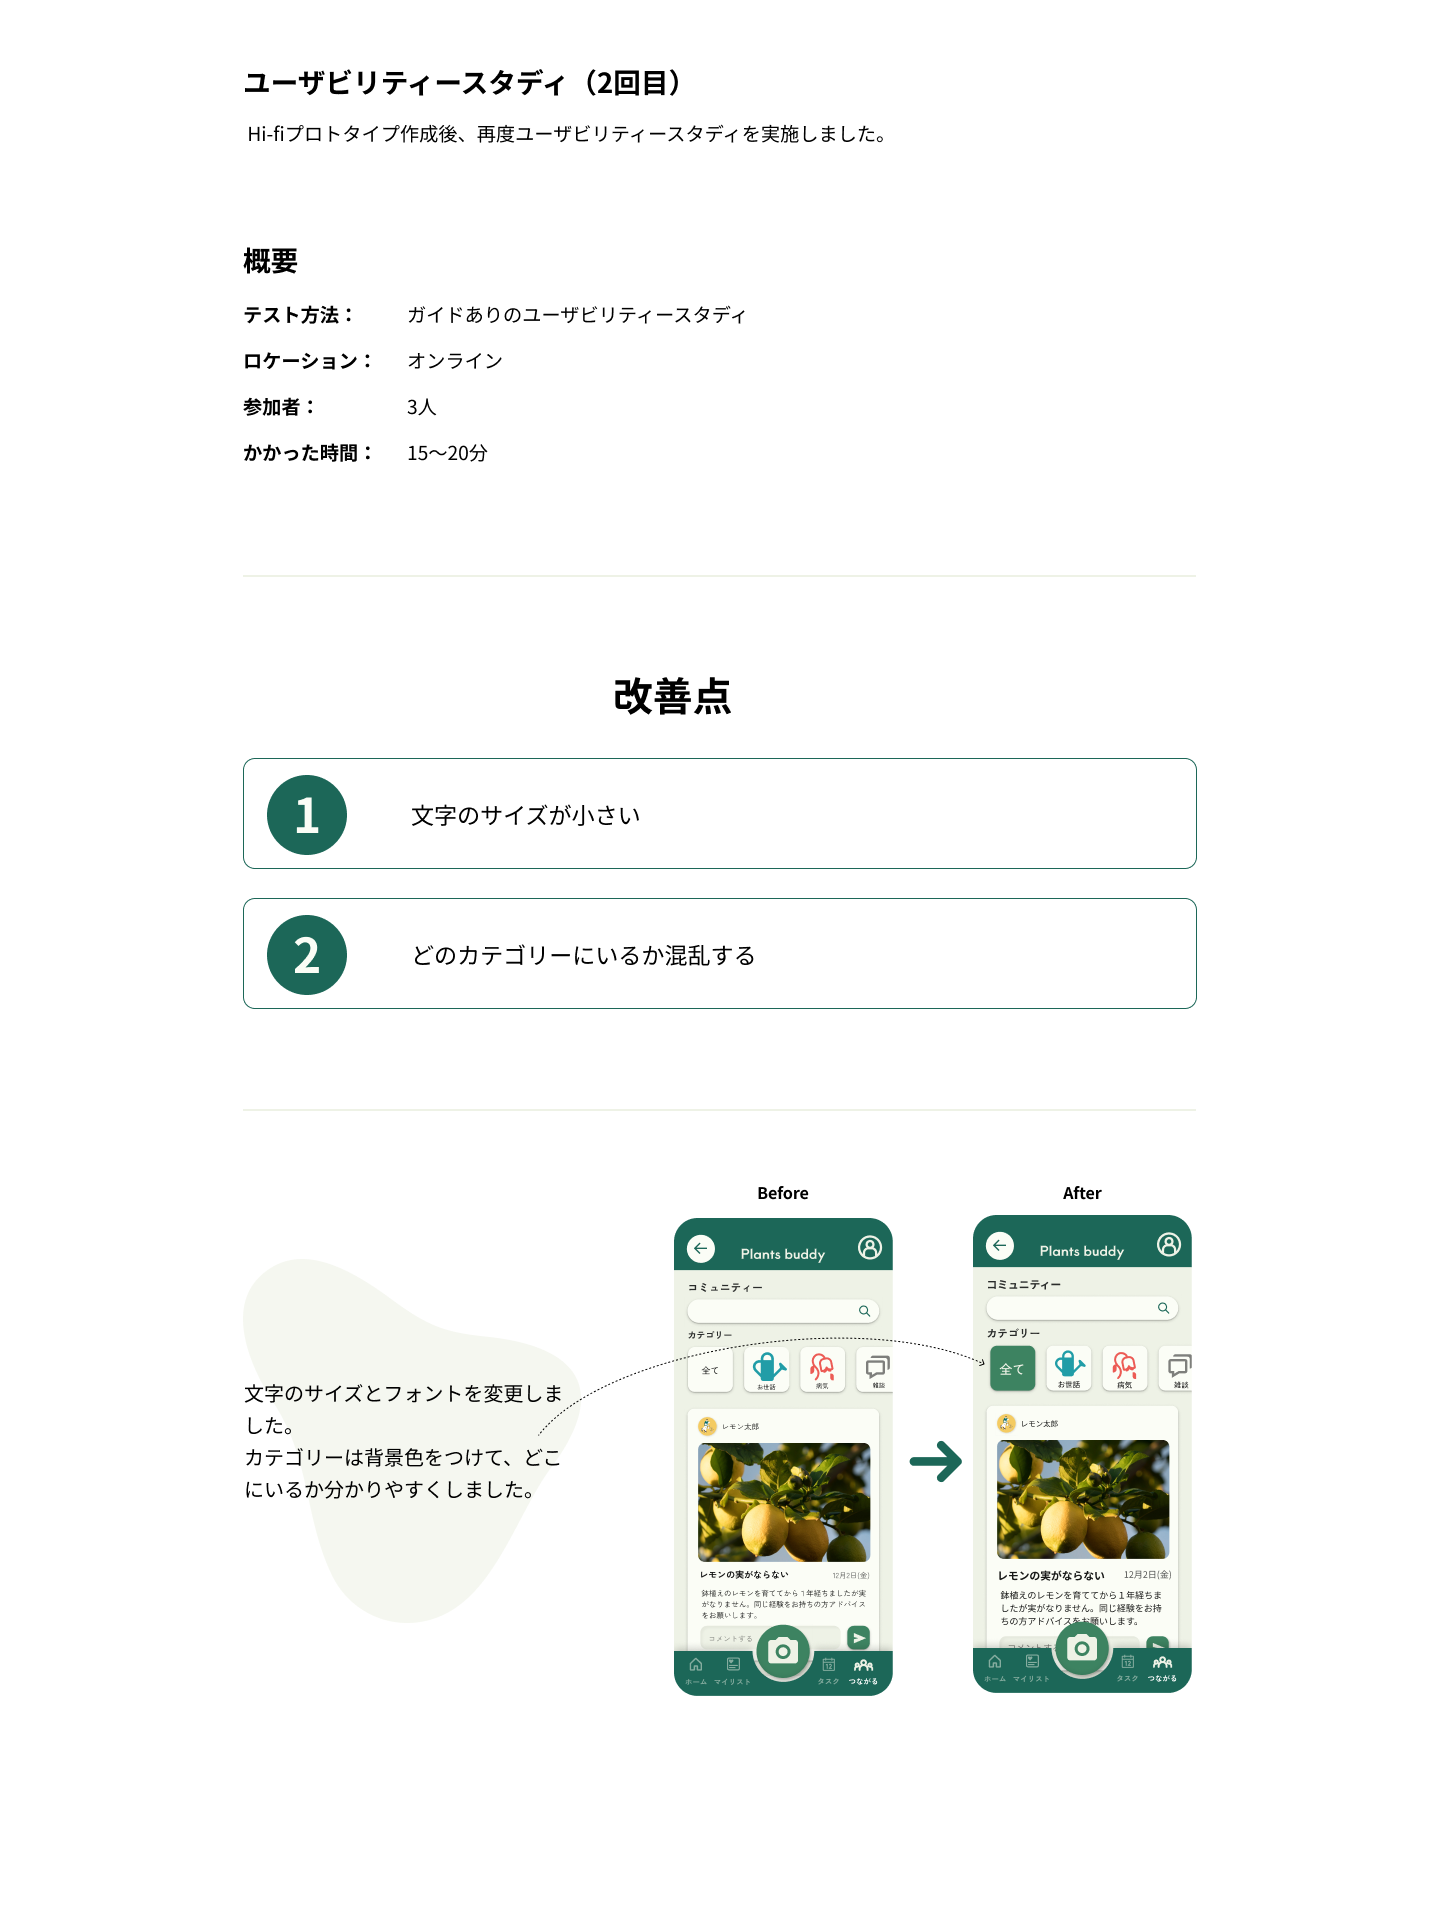 ユーザビリティースタディ（2回目）
Hi-fiプロトタイプ作成後、再度ユーザビリティースタディを実施しました。
概要
テスト方法： ガイドありのユーザビリティースタディ
ロケーション： オンライン
参加者： 3人
かかった時間： 15〜20分
改善点
1 文字のサイズが小さい
2 どのカテゴリーにいるか混乱する
文字のサイズとフォントを変更しま
した。
カテゴリーは背景色をつけて、どこ
にいるか分かりやすくしました。
Before
Plants buddy
コミュニティー
カテゴリー
全て お世話 病気 雑談
レモン太郎
レモンの実がならない 12月2日(金)
鉢植えのレモンを育ててから１年経ちましたが実
がなりません。同じ経験をお持ちの方アドバイス
をお願いします。
コメントする
12
ホーム マイリスト タスク つながる
After
Plants buddy
コミュニティー
カテゴリー
全て お世話 病気 雑談
レモン太郎
レモンの実がならない 12月2日(金)
鉢植えのレモンを育ててから１年経ちま
したが実がなりません。同じ経験をお持
ちの方アドバイスをお願いします。
コメントす
12
ホーム マイリスト タスク つながる